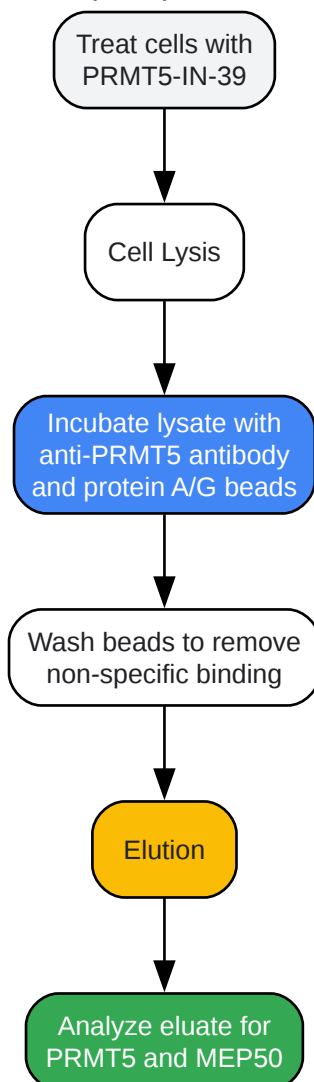 Treat cells with
PRMT5-IN-39
Cell Lysis
Incubate lysate with
anti-PRMT5 antibody
and protein A/G beads
Wash beads to remove
non-specific binding
Elution
Analyze eluate for
PRMT5 and MEP50